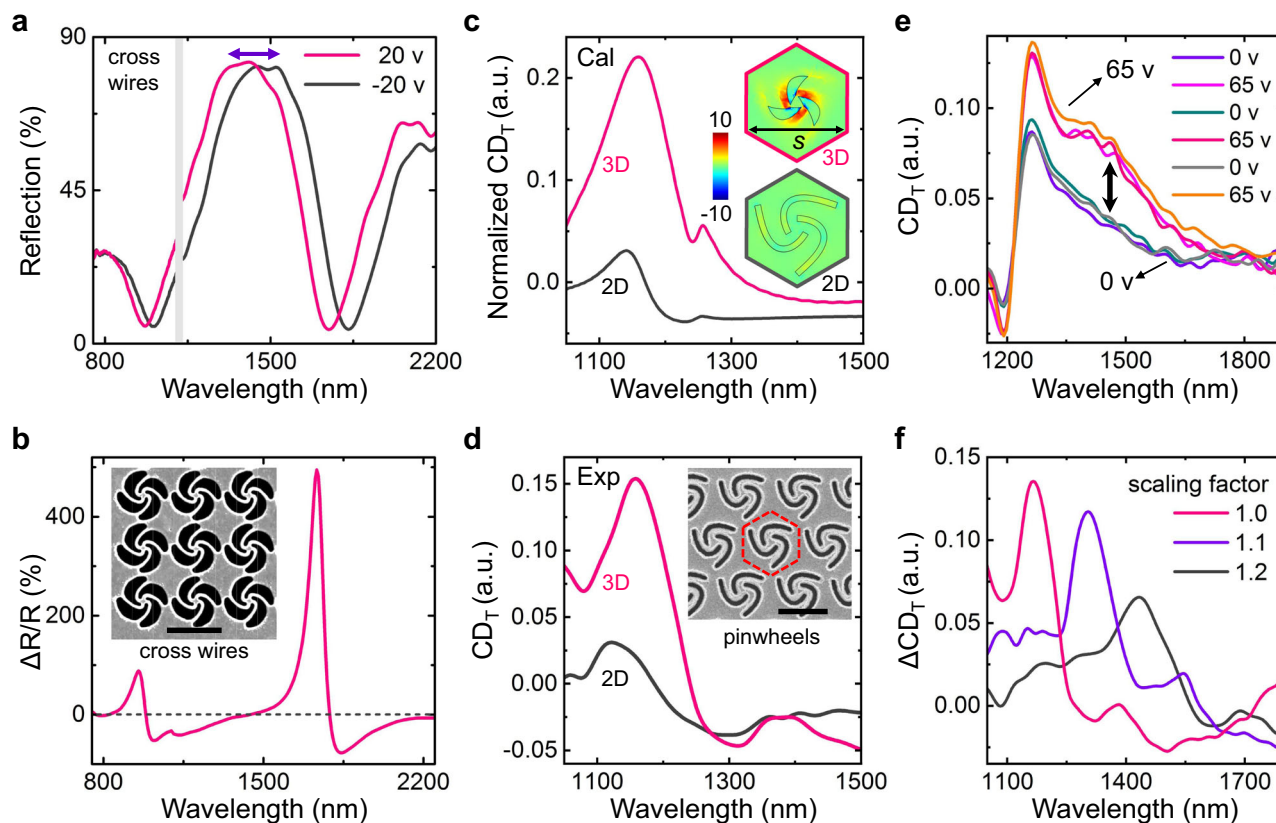 a
90
45
0
Reflection (%)
cross
wires
20 v
-20 v
800
1500
2200
Wavelength (nm)
b
400
200
0
ΔR/R (%)
cross wires
800
1500
2200
Wavelength (nm)
c
Cal
0.2
0.1
0.0
Normalized CD_T (a.u.)
3D
2D
10
-10
S
3D
2D
1100
1300
1500
Wavelength (nm)
d
Exp
0.15
0.10
0.05
0.00
-0.05
CD_T (a.u.)
3D
2D
pinwheels
1100
1300
1500
Wavelength (nm)
e
0.10
0.05
0.00
CD_T (a.u.)
65 v
0 v
0 v
65 v
0 v
65 v
0 v
65 v
1200
1500
1800
Wavelength (nm)
f
0.15
0.10
0.05
0.00
ΔCD_T (a.u.)
scaling factor
1.0
1.1
1.2
1100
1400
1700
Wavelength (nm)